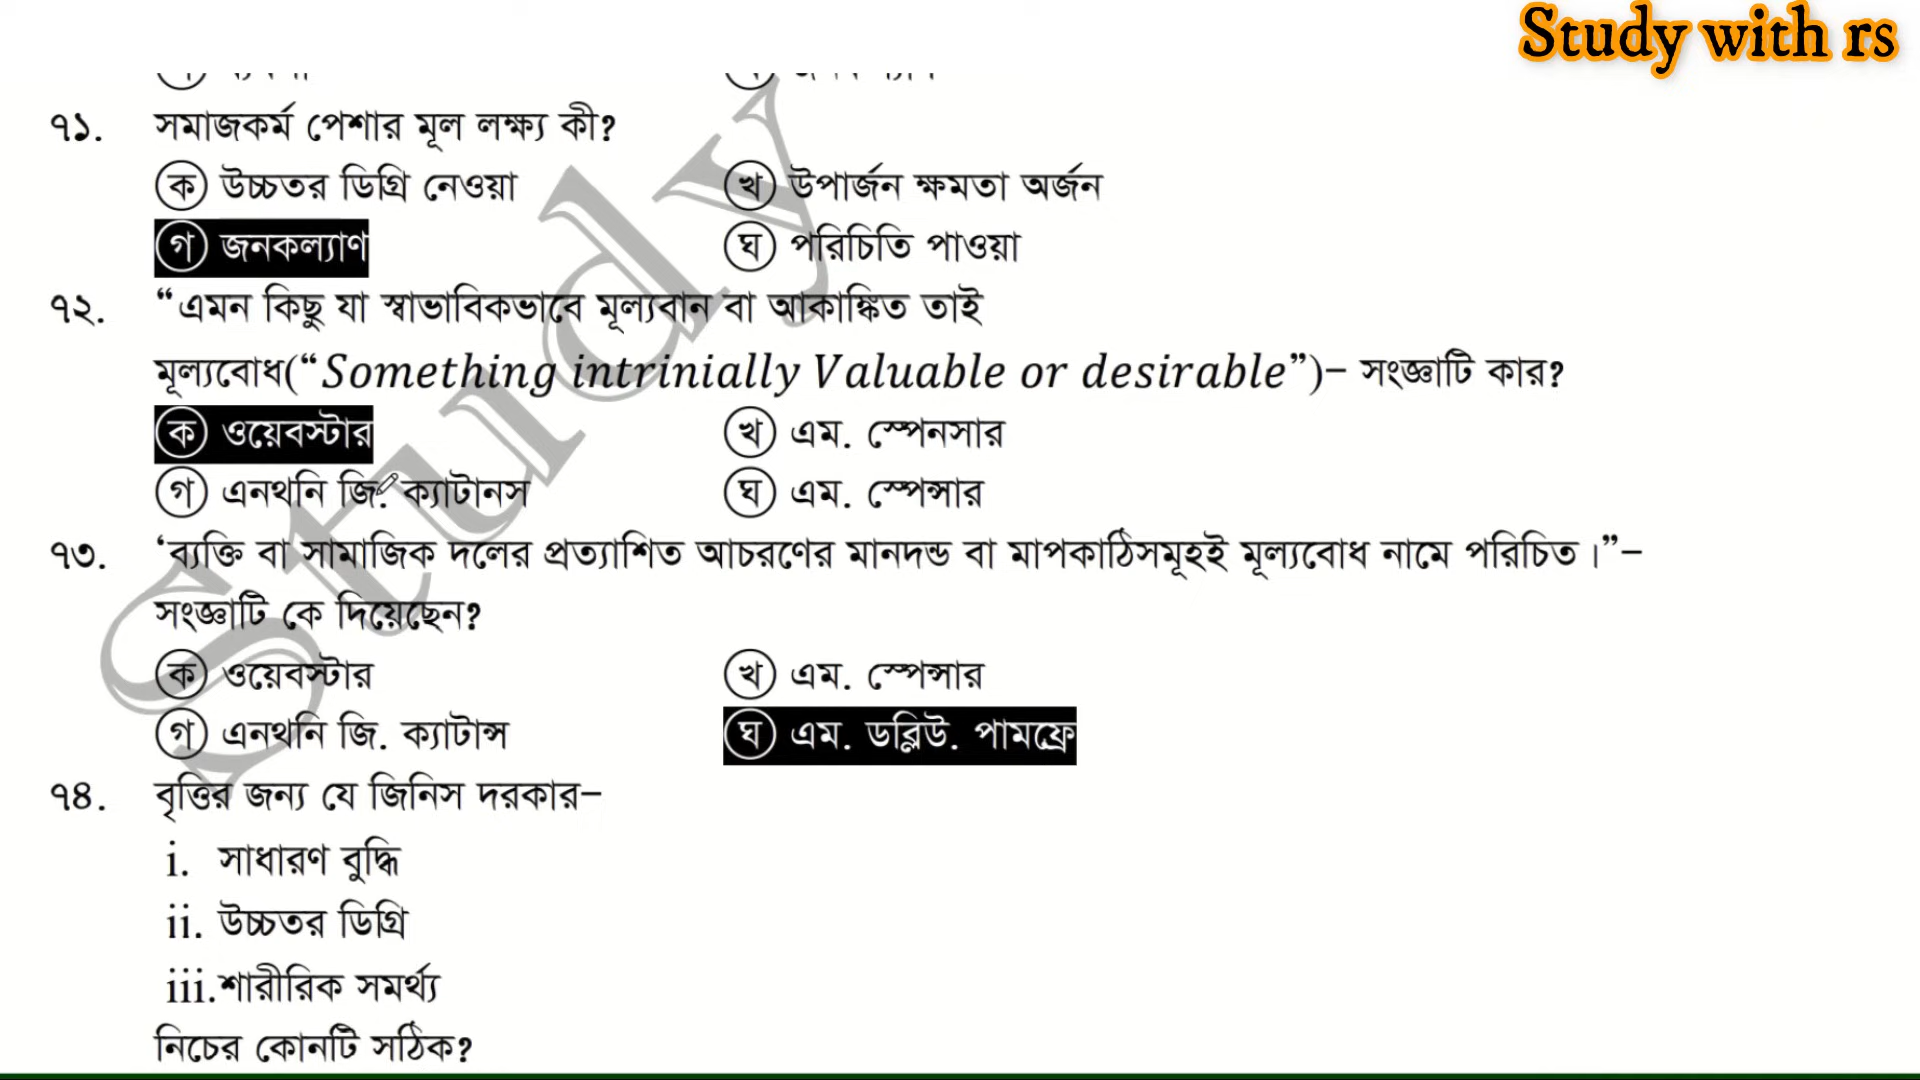 Study with rs
৭১. সমাজকর্ম পেশার মূল লক্ষ্য কী?
ক উচ্চতর ডিগ্রি নেওয়া খ উপার্জন ক্ষমতা অর্জন
গ জনকল্যাণ ঘ পরিচিতি পাওয়া
৭২. “এমন কিছু যা স্বাভাবিকভাবে মূল্যবান বা আকাঙ্কিত তাই
মূল্যবোধ(“Something intrinially Valuable or desirable”)– সংজ্ঞাটি কার?
ক ওয়েবস্টার খ এম. স্পেনসার
গ এনথনি জি. ক্যাটানস ঘ এম. স্পেন্সার
৭৩. ‘ব্যক্তি বা সামাজিক দলের প্রত্যাশিত আচরণের মানদন্ড বা মাপকাঠিসমূহই মূল্যবোধ নামে পরিচিত।”–
সংজ্ঞাটি কে দিয়েছেন?
ক ওয়েবস্টার খ এম. স্পেন্সার
গ এনথনি জি. ক্যাটান্স ঘ এম. ডব্লিউ. পামফ্রে
৭৪. বৃত্তির জন্য যে জিনিস দরকার–
i. সাধারণ বুদ্ধি
ii. উচ্চতর ডিগ্রি
iii.শারীরিক সমর্থ্য
নিচের কোনটি সঠিক?
Study